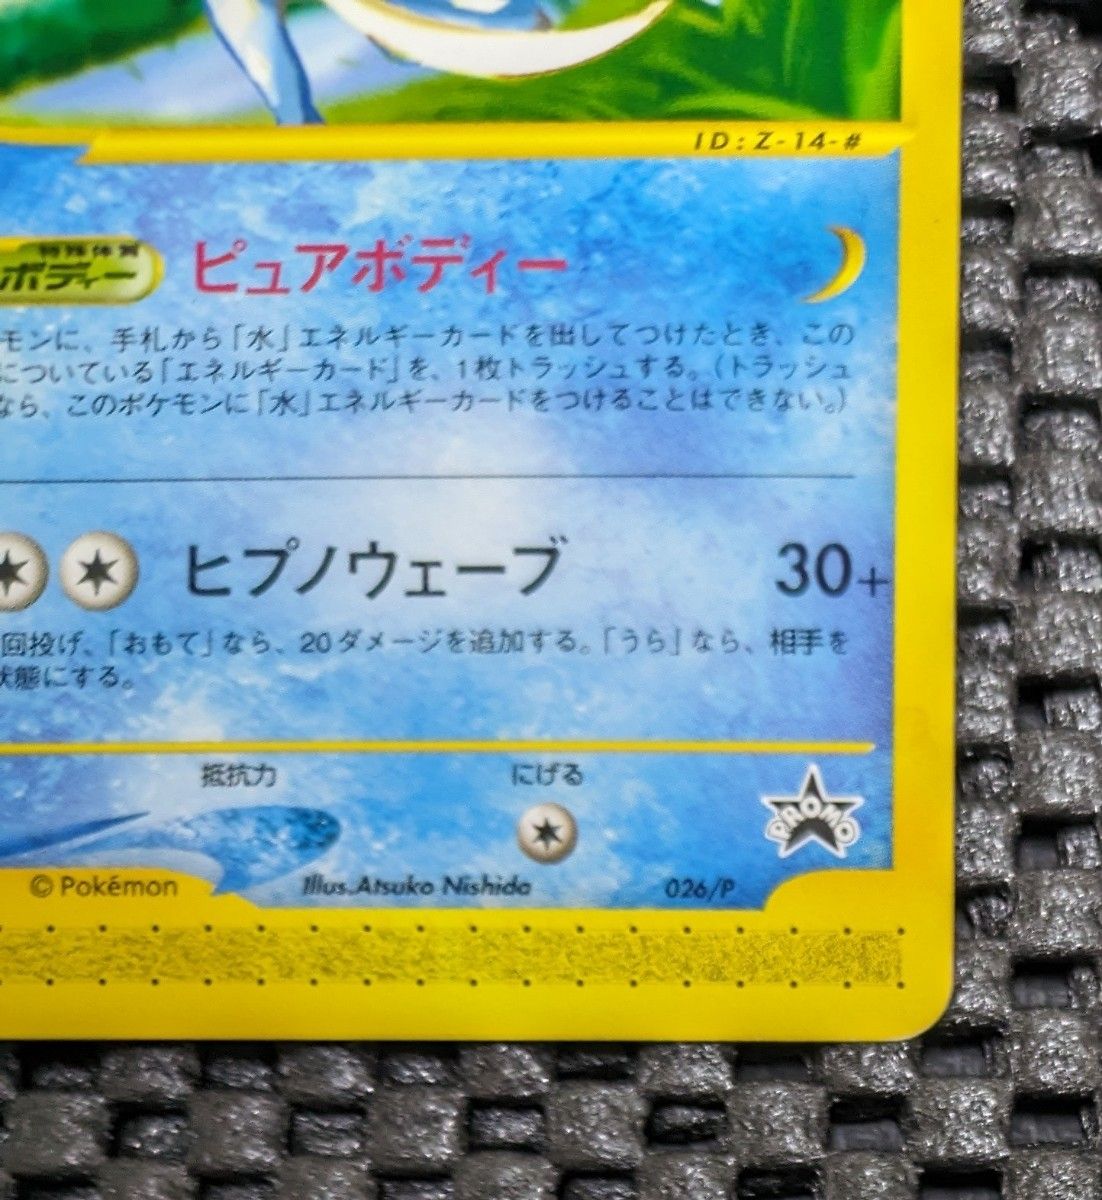 ID:Z-14-#
特殊体質
ボディー
ピュアボディー
モンに、手札から「水」エネルギーカードを出してつけたとき、この
についている「エネルギーカード」を、1枚トラッシュする。(トラッシュ
なら、このポケモンに「水」エネルギーカードをつけることはできない。)
ヒプノウェーブ 30+
回投げ、「おもて」なら、20ダメージを追加する。「うら」なら、相手を
状態にする。
抵抗力 にげる
PROMO
© Pokémon Illus.Atsuko Nishida 026/P